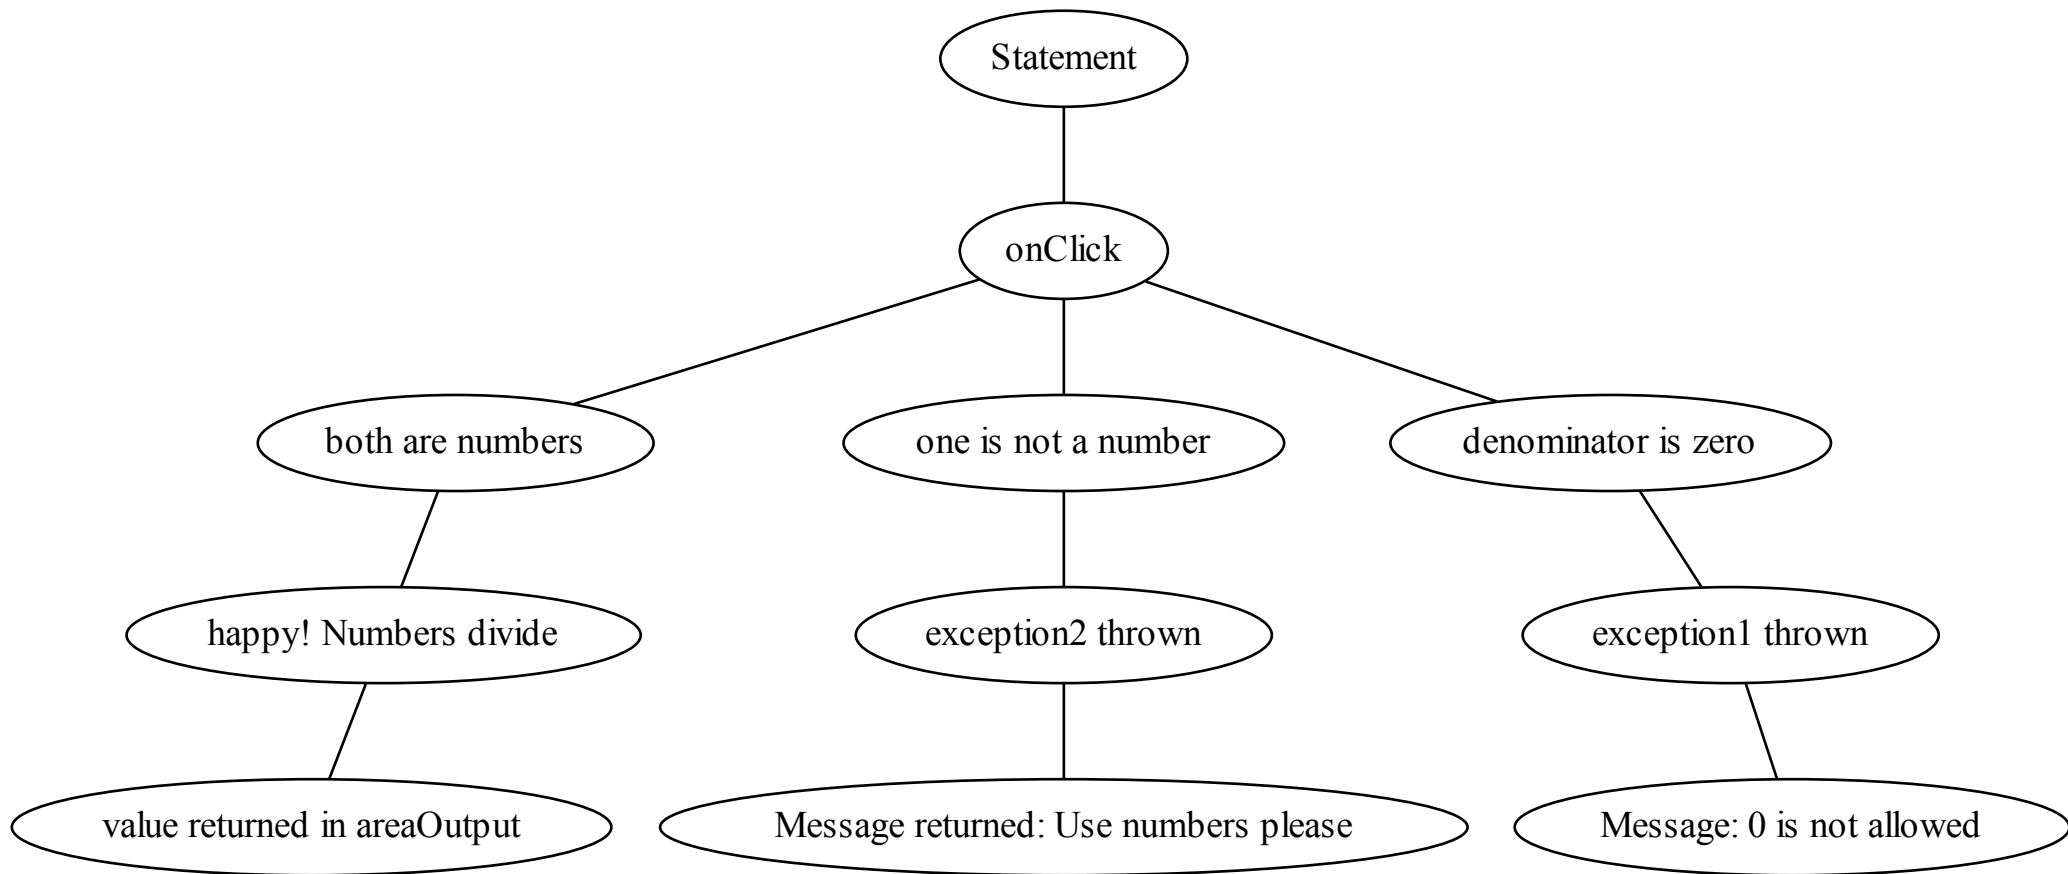 Statement
onClick
both are numbers
one is not a number
denominator is zero
happy! Numbers divide
exception2 thrown
exception1 thrown
value returned in areaOutput
Message returned: Use numbers please
Message: 0 is not allowed